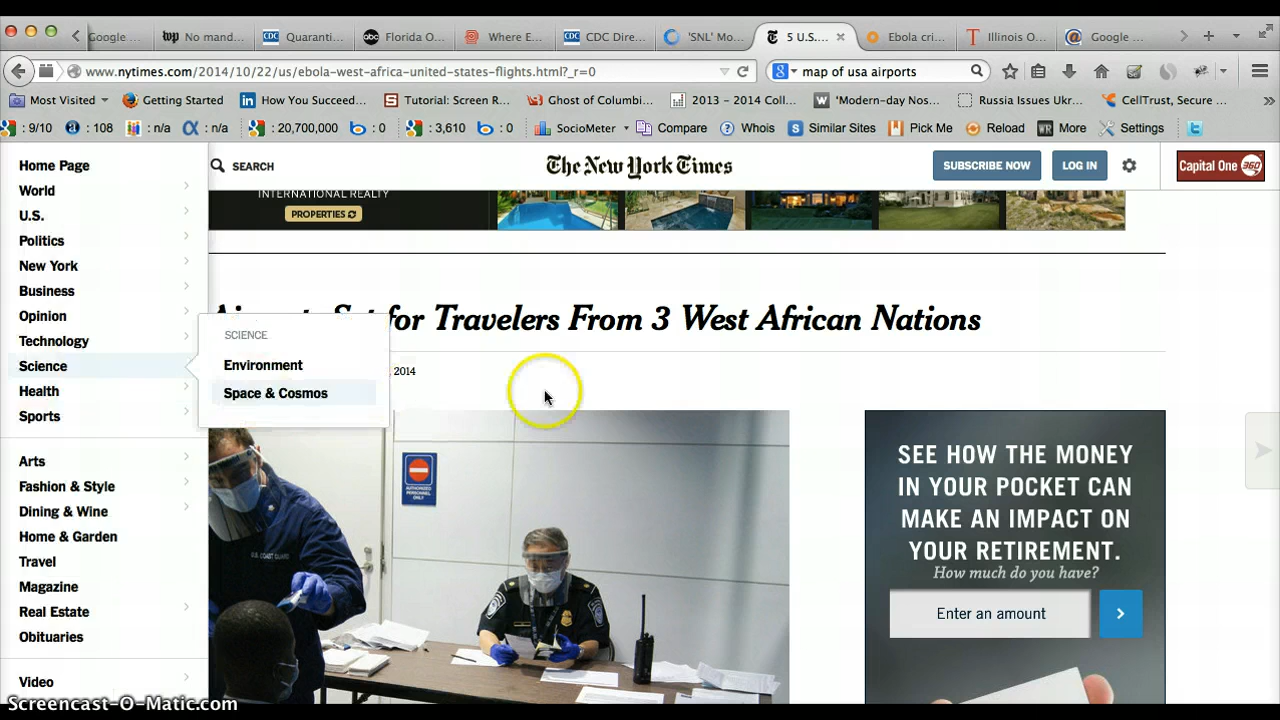 Google ...
No mand...
CDC Quaranti...
abc Florida O...
Where E...
CDC CDC Dire...
'SNL' Mo...
5 U.S....
Ebola cri...
Illinois O...
Google ...
www.nytimes.com/2014/10/22/us/ebola-west-africa-united-states-flights.html?_r=0
map of usa airports
Most Visited
Getting Started
How You Succeed...
Tutorial: Screen R...
Ghost of Columbi...
2013 - 2014 Coll...
'Modern-day Nos...
Russia Issues Ukr...
CellTrust, Secure ...
: 9/10
: 108
: n/a
: n/a
: 20,700,000
: 0
: 3,610
: 0
SocioMeter
Compare
Whois
Similar Sites
Pick Me
Reload
More
Settings
SEARCH
The New York Times
SUBSCRIBE NOW
LOG IN
Capital One 360
Home Page
World
U.S.
Politics
New York
Business
Opinion
Technology
Science
Health
Sports
Arts
Fashion & Style
Dining & Wine
Home & Garden
Travel
Magazine
Real Estate
Obituaries
Video
SCIENCE
Environment
Space & Cosmos
INTERNATIONAL REALTY
PROPERTIES
for Travelers From 3 West African Nations
, 2014
AUTHORIZED
PERSONNEL
ONLY
U.S. COAST GUARD
SEE HOW THE MONEY
IN YOUR POCKET CAN
MAKE AN IMPACT ON
YOUR RETIREMENT.
How much do you have?
Enter an amount
Screencast-O-Matic.com